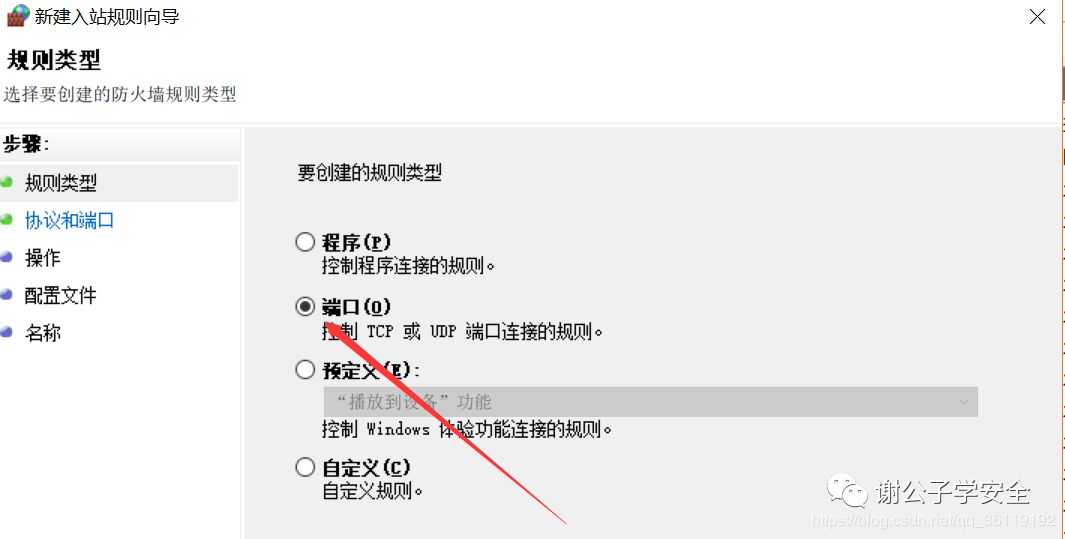 新建入站规则向导
规则类型
选择要创建的防火墙规则类型
步骤:
规则类型
协议和端口
操作
配置文件
名称
要创建的规则类型
程序(P)
控制程序连接的规则。
端口(O)
控制 TCP 或 UDP 端口连接的规则。
预定义(E):
“播放到设备”功能
控制 Windows 体验功能连接的规则。
自定义(C)
自定义规则。
谢公子学安全
https://blog.csdn.net/qq_36119192